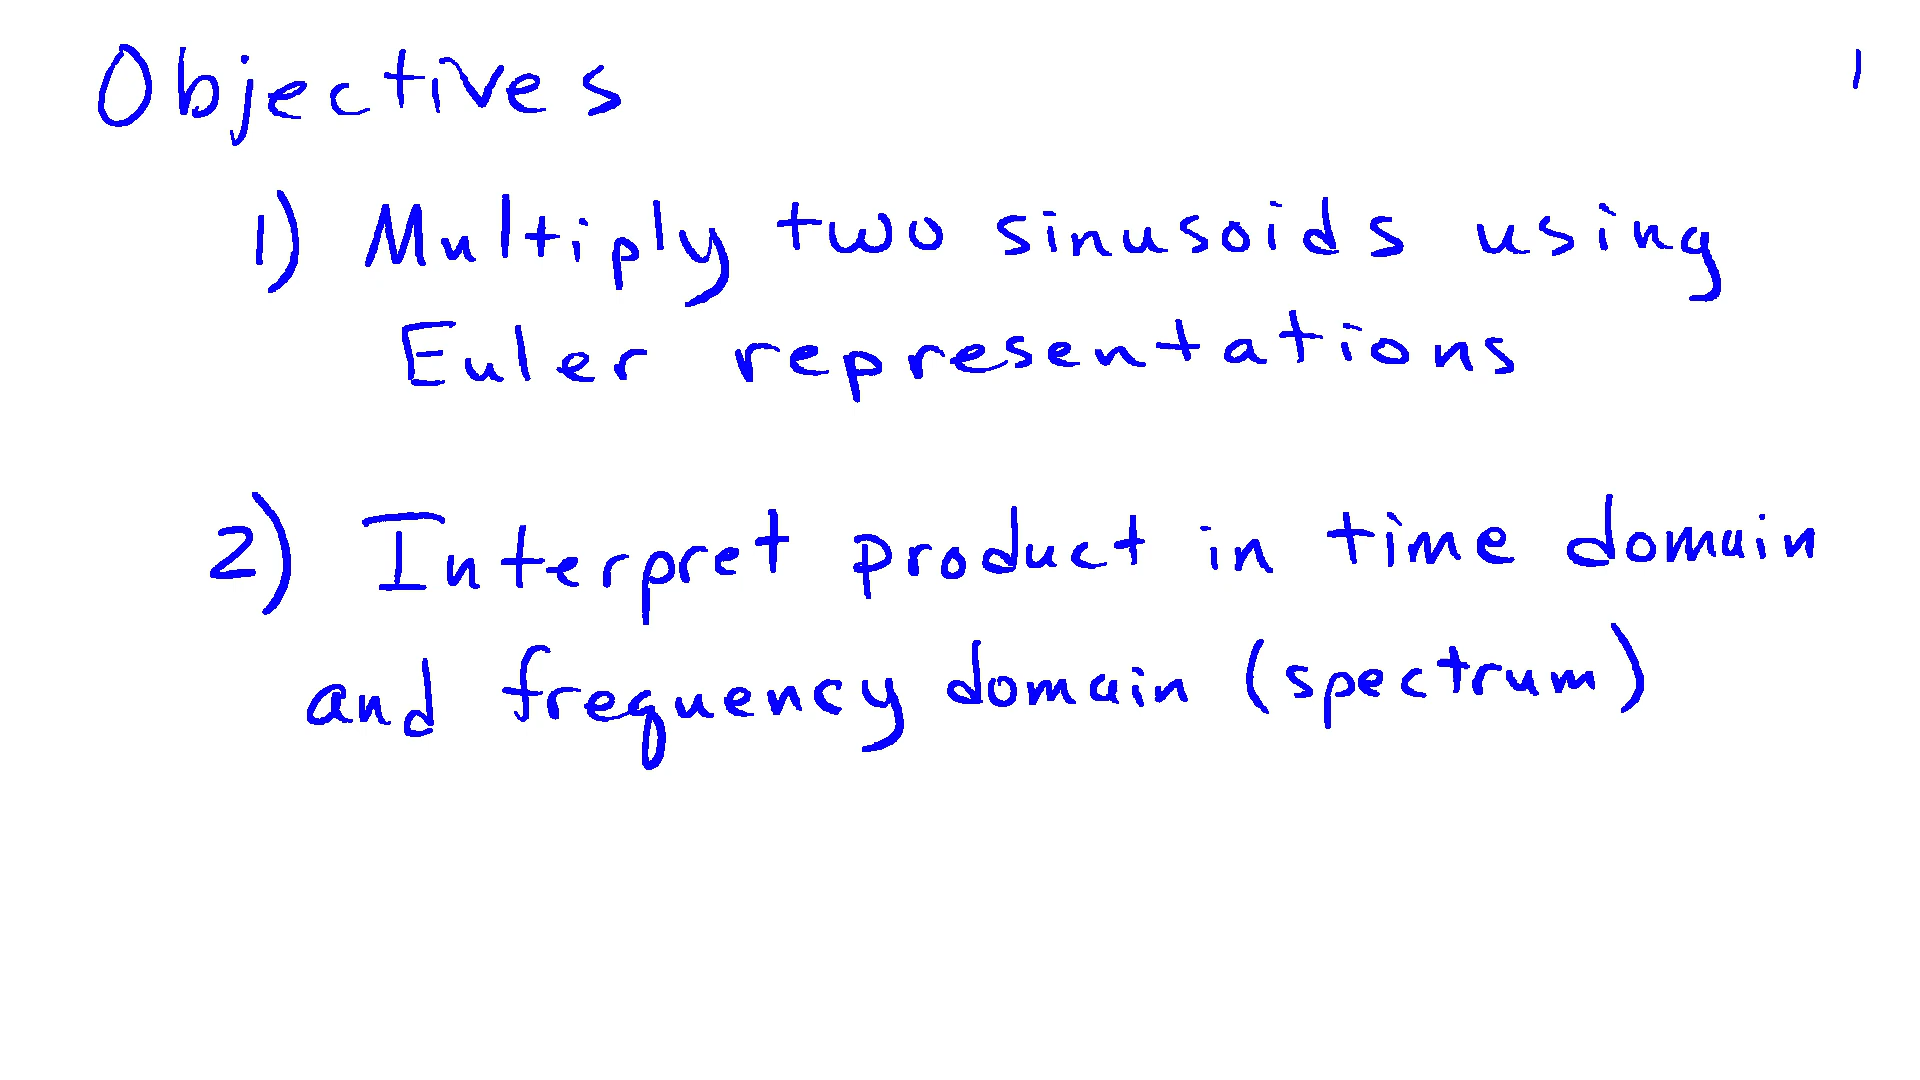 Objectives 1
1) Multiply two sinusoids using
Euler representations
2) Interpret product in time domain
and frequency domain (spectrum)